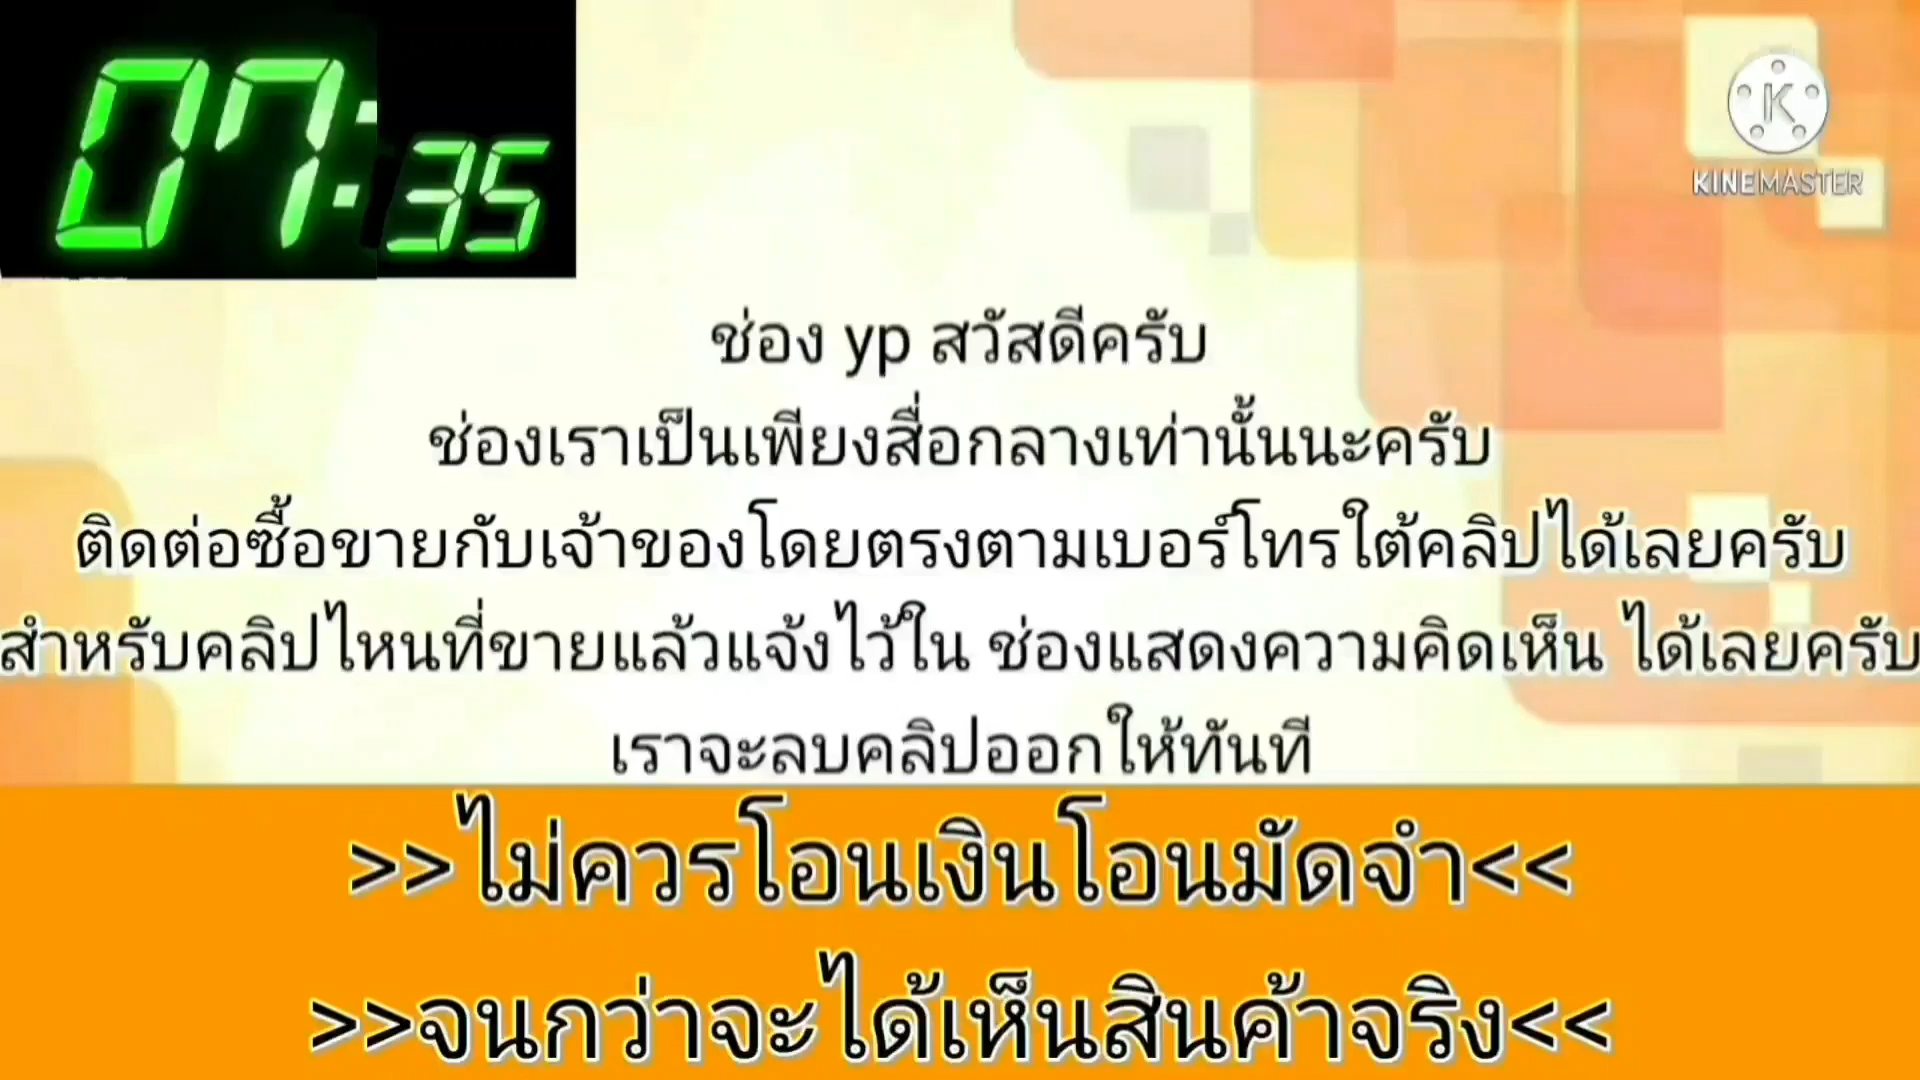 07:35
KINEMASTER
ช่อง yp สวัสดีครับ
ช่องเราเป็นเพียงสื่อกลางเท่านั้นนะครับ
ติดต่อซื้อขายกับเจ้าของโดยตรงตามเบอร์โทรใต้คลิปได้เลยครับ
สำหรับคลิปไหนที่ขายแล้วแจ้งไว้ใน ช่องแสดงความคิดเห็น ได้เลยครับ
เราจะลบคลิปออกให้ทันที
>>ไม่ควรโอนเงินโอนมัดจำ<<
>>จนกว่าจะได้เห็นสินค้าจริง<<